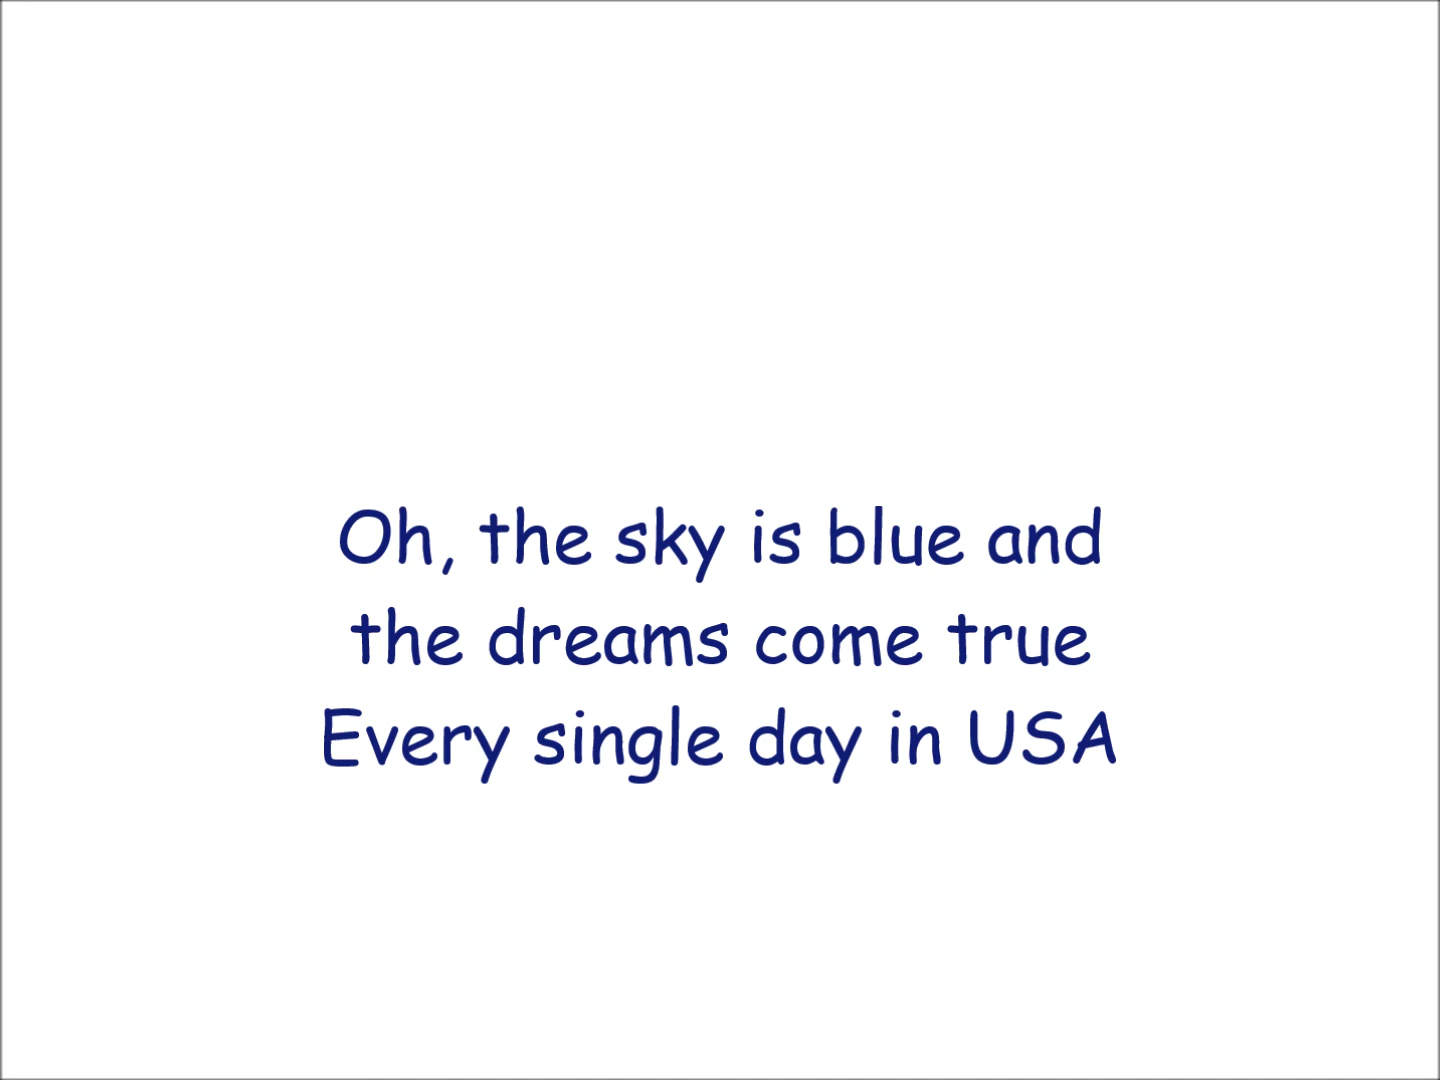 Oh, the sky is blue and
the dreams come true
Every single day in USA